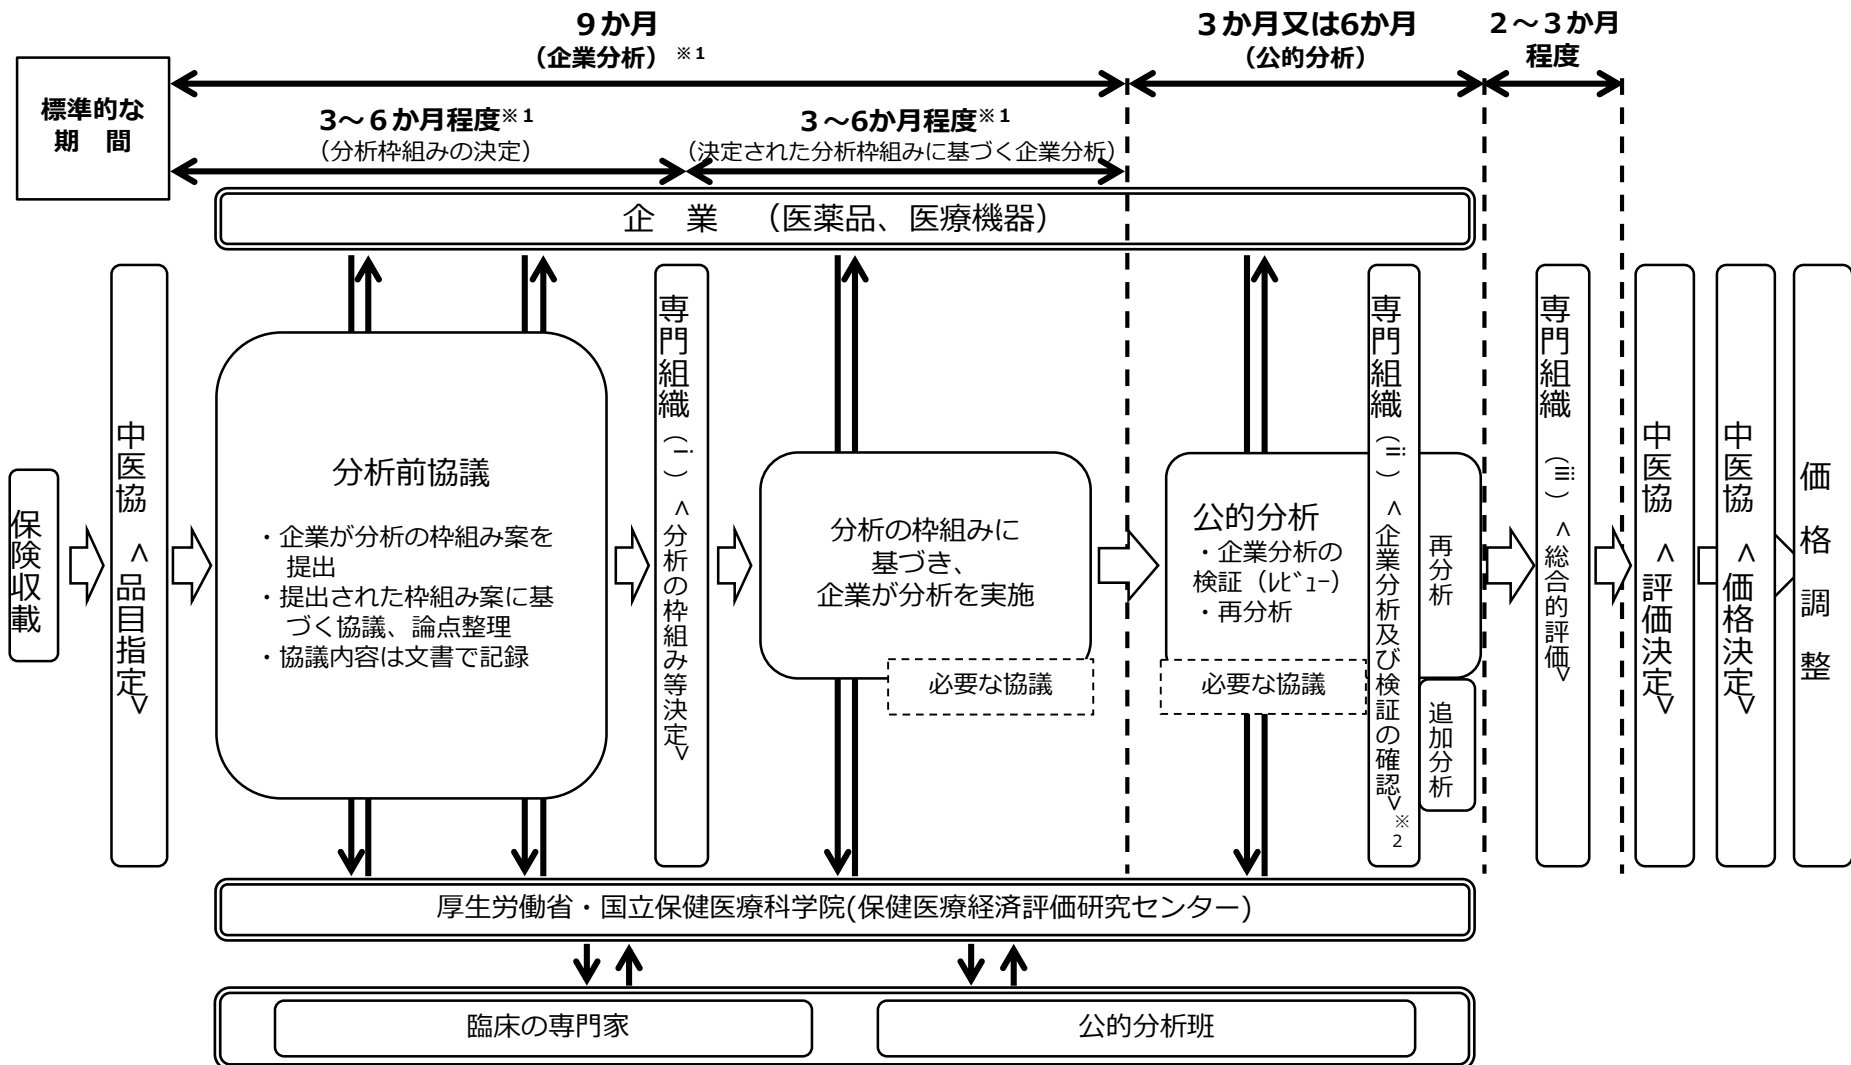 9か月
（企業分析）※1
3か月又は6か月
（公的分析）
2～3か月
程度
標準的な
期　間
3～6か月程度※1
（分析枠組みの決定）
3～6か月程度※1
（決定された分析枠組みに基づく企業分析）
企　業　（医薬品、医療機器）
保険収載
中医協　<品目指定>
分析前協議
・企業が分析の枠組み案を
提出
・提出された枠組み案に基
づく協議、論点整理
・協議内容は文書で記録
専門組織（ⅰ）<分析の枠組み等決定>
分析の枠組みに
基づき、
企業が分析を実施
必要な協議
公的分析
・企業分析の
検証（ﾚﾋﾞｭｰ）
・再分析
必要な協議
専門組織（ⅱ）<企業分析及び検証の確認>※2
再分析
追加分析
専門組織　（ⅲ）<総合的評価>
中医協　<評価決定>
中医協　<価格決定>
価　格　調　整
厚生労働省・国立保健医療科学院(保健医療経済評価研究センター)
臨床の専門家
公的分析班